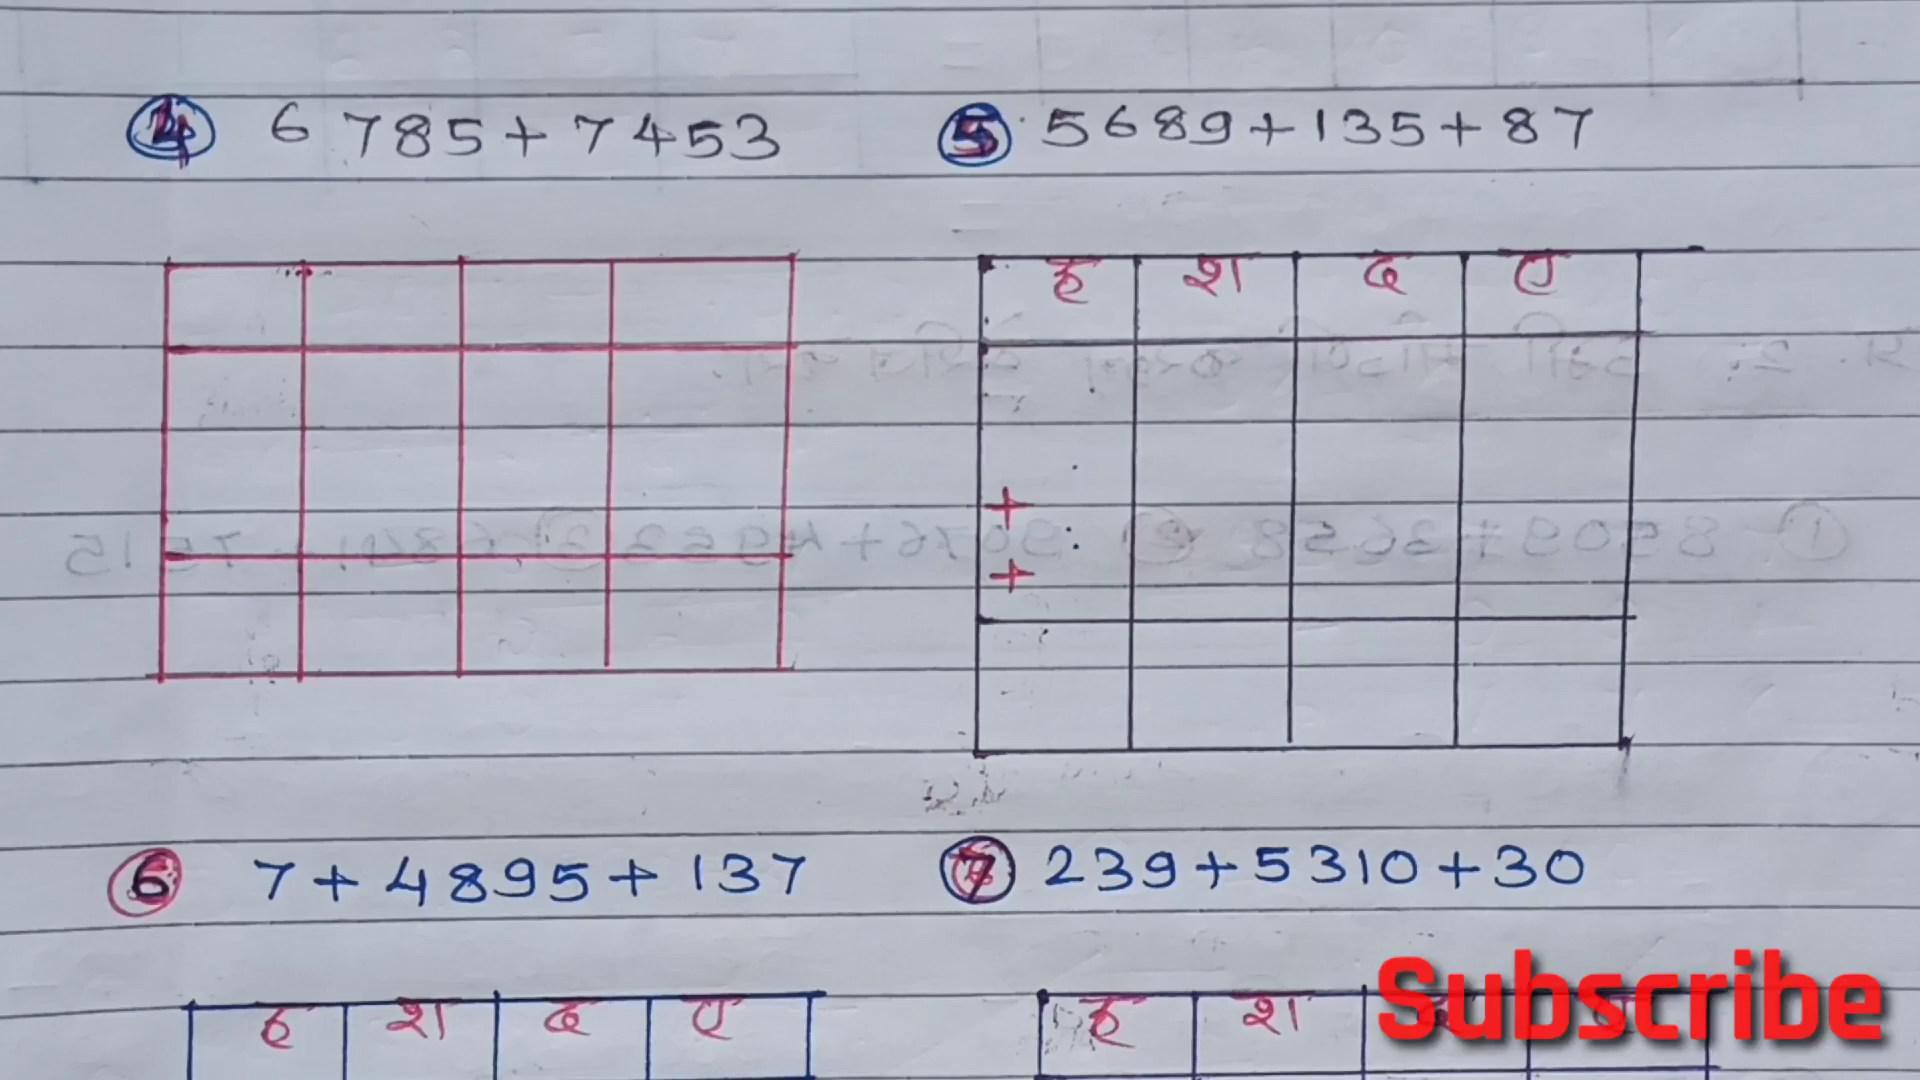 4 6785+7453
5 5689+135+87
ह श द ए
+
+
6 7+4895+137
7 239+5310+30
ह श द ए
ह श
Subscribe